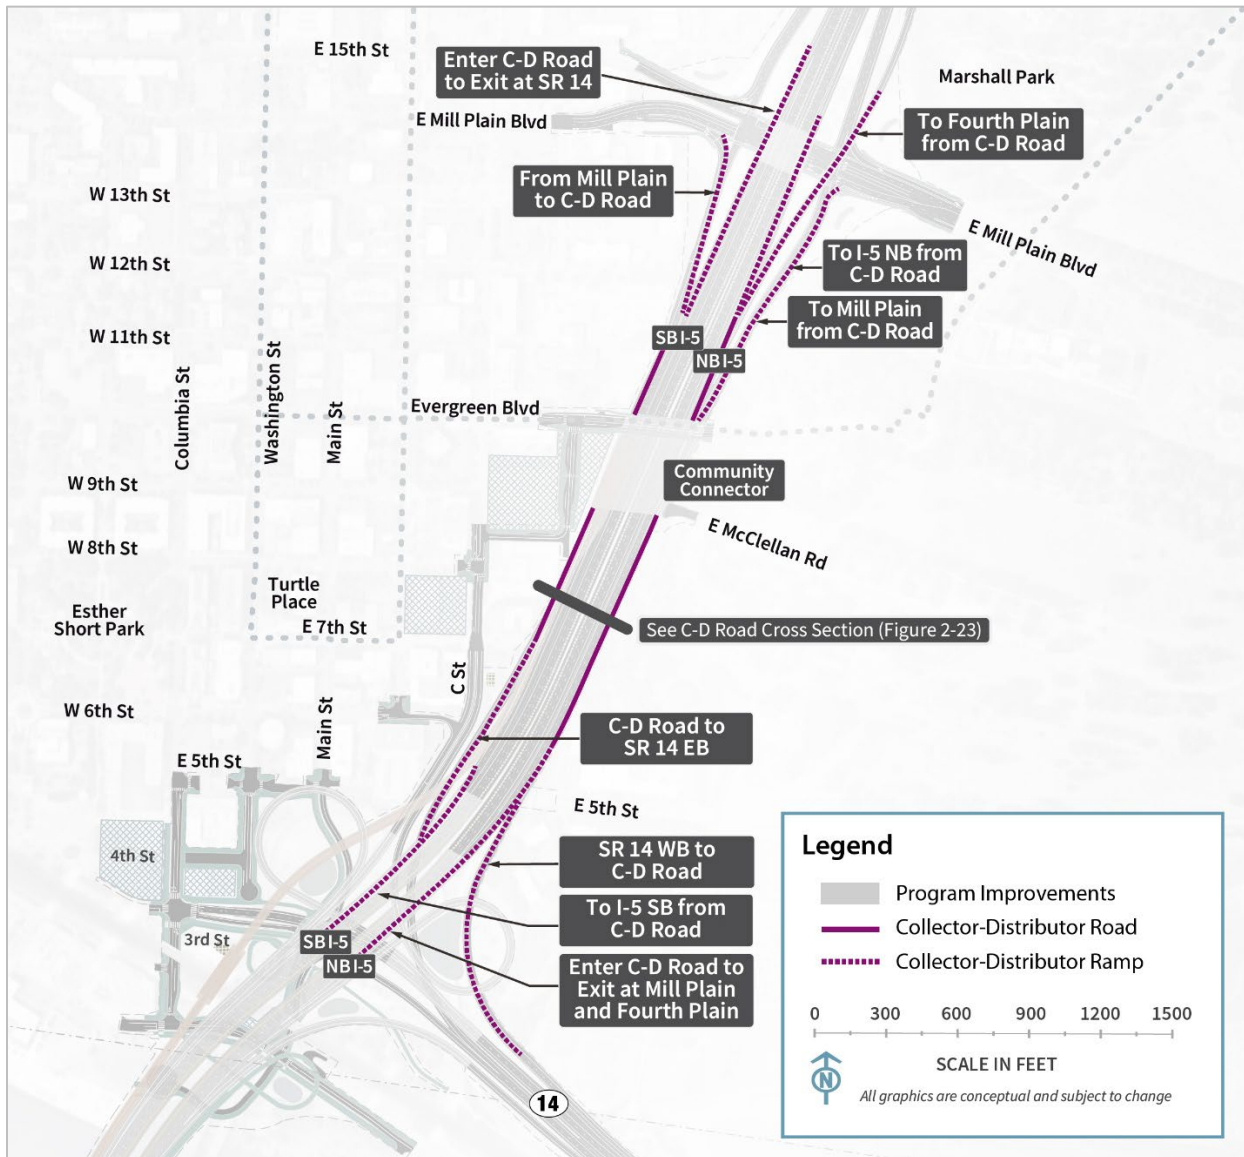 E 15th St
Enter C-D Road
to Exit at SR 14
Marshall Park
E Mill Plain Blvd
To Fourth Plain
from C-D Road
From Mill Plain
to C-D Road
W 13th St
E Mill Plain Blvd
W 12th St
To I-5 NB from
C-D Road
To Mill Plain
from C-D Road
W 11th St
SB I-5
NB I-5
Columbia St
Washington St
Main St
Evergreen Blvd
Community
Connector
W 9th St
E McClellan Rd
W 8th St
Turtle
Place
Esther
Short Park
E 7th St
See C-D Road Cross Section (Figure 2-23)
C St
W 6th St
Main St
C-D Road to
SR 14 EB
E 5th St
E 5th St
4th St
SR 14 WB to
C-D Road
To I-5 SB from
C-D Road
3rd St
SB I-5
NB I-5
Enter C-D Road to
Exit at Mill Plain
and Fourth Plain
14
Legend
Program Improvements
Collector-Distributor Road
Collector-Distributor Ramp
0 300 600 900 1200 1500
SCALE IN FEET
N
All graphics are conceptual and subject to change